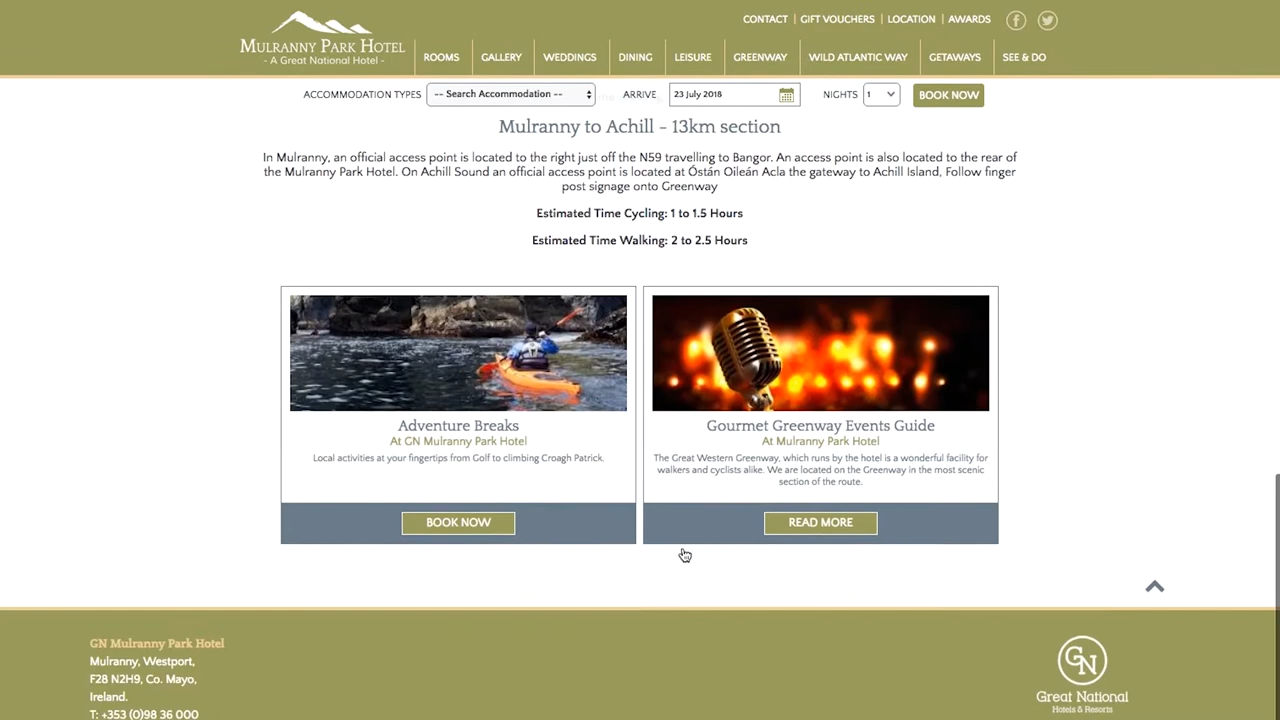 CONTACT | GIFT VOUCHERS | LOCATION | AWARDS
MULRANNY PARK HOTEL
- A Great National Hotel -
ROOMS GALLERY WEDDINGS DINING LEISURE GREENWAY WILD ATLANTIC WAY GETAWAYS SEE & DO
ACCOMMODATION TYPES -- Search Accommodation -- ARRIVE 23 July 2018 NIGHTS 1 BOOK NOW
Mulranny to Achill - 13km section
In Mulranny, an official access point is located to the right just off the N59 travelling to Bangor. An access point is also located to the rear of
the Mulranny Park Hotel. On Achill Sound an official access point is located at Óstán Oileán Acla the gateway to Achill Island, Follow finger
post signage onto Greenway
Estimated Time Cycling: 1 to 1.5 Hours
Estimated Time Walking: 2 to 2.5 Hours
Adventure Breaks
At GN Mulranny Park Hotel
Local activities at your fingertips from Golf to climbing Croagh Patrick.
BOOK NOW
Gourmet Greenway Events Guide
At Mulranny Park Hotel
The Great Western Greenway, which runs by the hotel is a wonderful facility for
walkers and cyclists alike. We are located on the Greenway in the most scenic
section of the route.
READ MORE
GN Mulranny Park Hotel
Mulranny, Westport,
F28 N2H9, Co. Mayo,
Ireland.
T: +353 (0)98 36 000
GN
Great National
Hotels & Resorts